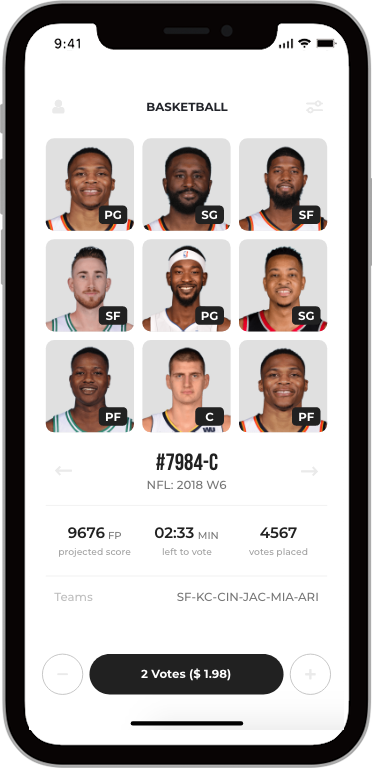 9:41
BASKETBALL
PG SG SF
SF PG SG
PF C PF
#7984-C
NFL: 2018 W6
9676 FP 02:33 MIN 4567
projected score left to vote votes placed
Teams SF-KC-CIN-JAC-MIA-ARI
2 Votes ($ 1.98)